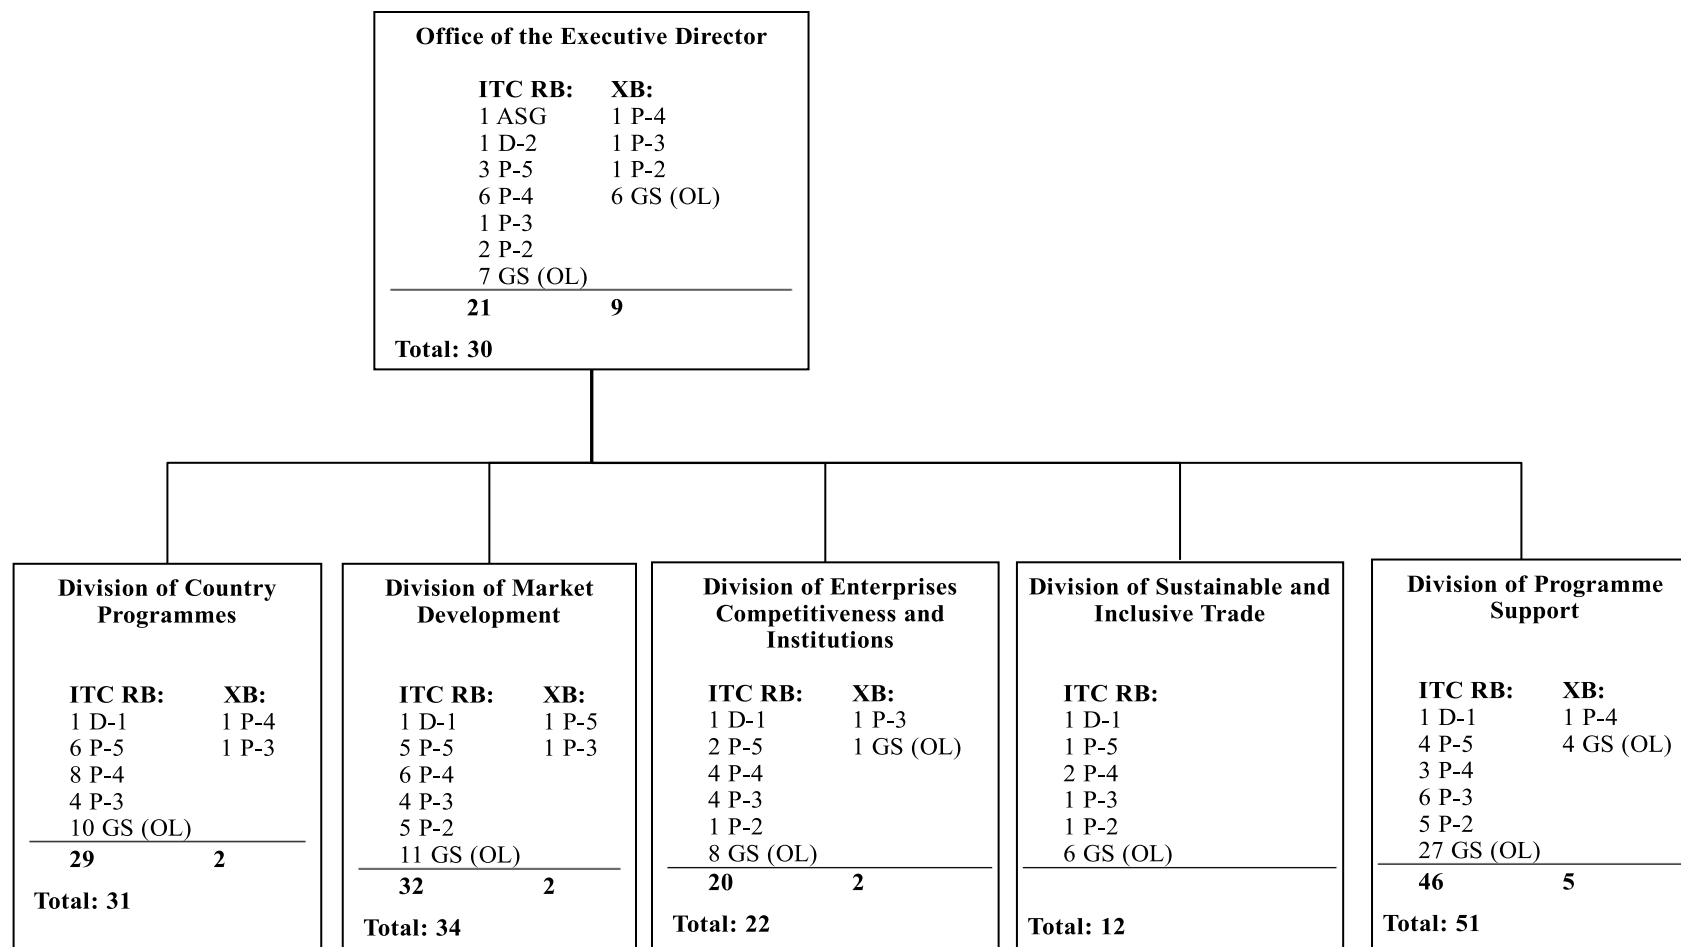 Office of the Executive Director
ITC RB: XB:
1 ASG 1 P-4
1 D-2 1 P-3
3 P-5 1 P-2
6 P-4 6 GS (OL)
1 P-3
2 P-2
7 GS (OL)
21 9
Total: 30
Division of Country
Programmes
ITC RB: XB:
1 D-1 1 P-4
6 P-5 1 P-3
8 P-4
4 P-3
10 GS (OL)
29 2
Total: 31
Division of Market
Development
ITC RB: XB:
1 D-1 1 P-5
5 P-5 1 P-3
6 P-4
4 P-3
5 P-2
11 GS (OL)
32 2
Total: 34
Division of Enterprises
Competitiveness and
Institutions
ITC RB: XB:
1 D-1 1 P-3
2 P-5 1 GS (OL)
4 P-4
4 P-3
1 P-2
8 GS (OL)
20 2
Total: 22
Division of Sustainable and
Inclusive Trade
ITC RB:
1 D-1
1 P-5
2 P-4
1 P-3
1 P-2
6 GS (OL)
Total: 12
Division of Programme
Support
ITC RB: XB:
1 D-1 1 P-4
4 P-5 4 GS (OL)
3 P-4
6 P-3
5 P-2
27 GS (OL)
46 5
Total: 51